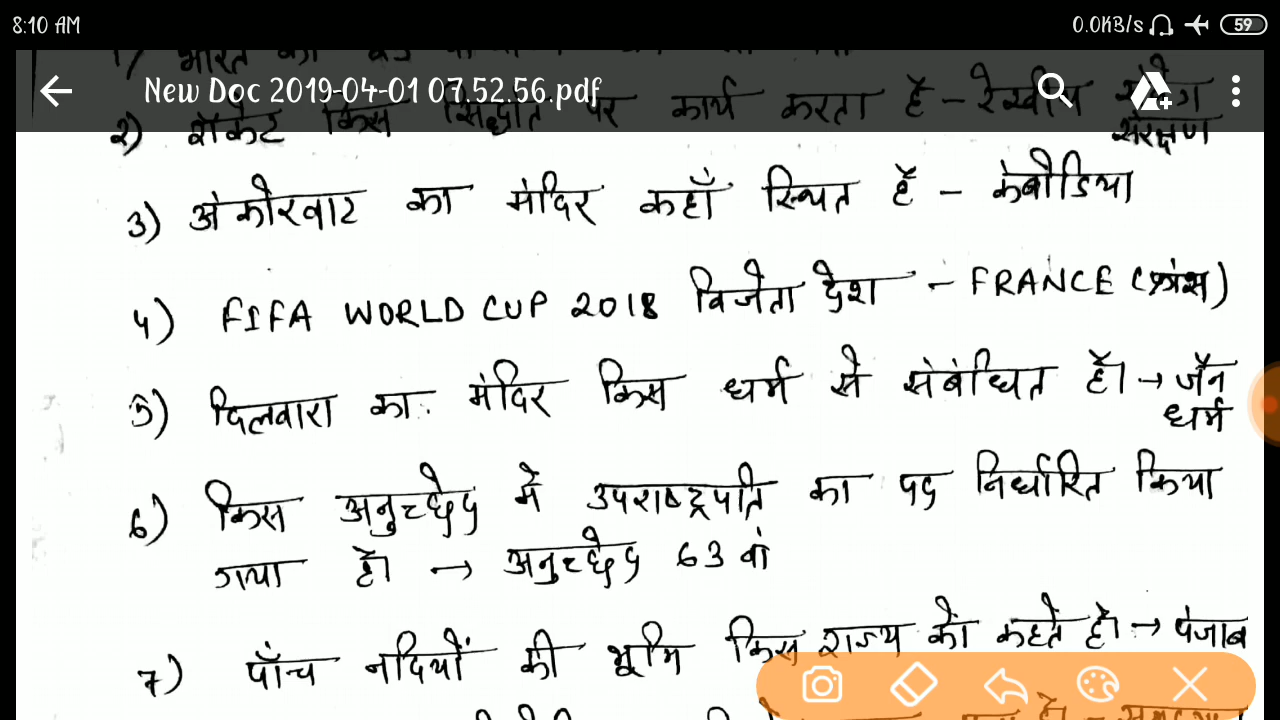 8:10 AM
0.0KB/s 59
New Doc 2019-04-01 07.52.56.pdf
2) रॉकेट किस सिद्धांत पर कार्य करता है - रेखीय संवेग
संरक्षण
3) अंकोरवाट का मंदिर कहाँ स्थित है - कंबोडिया
4) FIFA WORLD CUP 2018 विजेता देश - FRANCE (फ्रांस)
5) दिलवारा का मंदिर किस धर्म से संबंधित है। → जैन
धर्म
6) किस अनुच्छेद में उपराष्ट्रपति का पद निर्धारित किया
गया है। → अनुच्छेद 63 वां
7) पाँच नदियों की भूमि किस राज्य को कहते है। → पंजाब